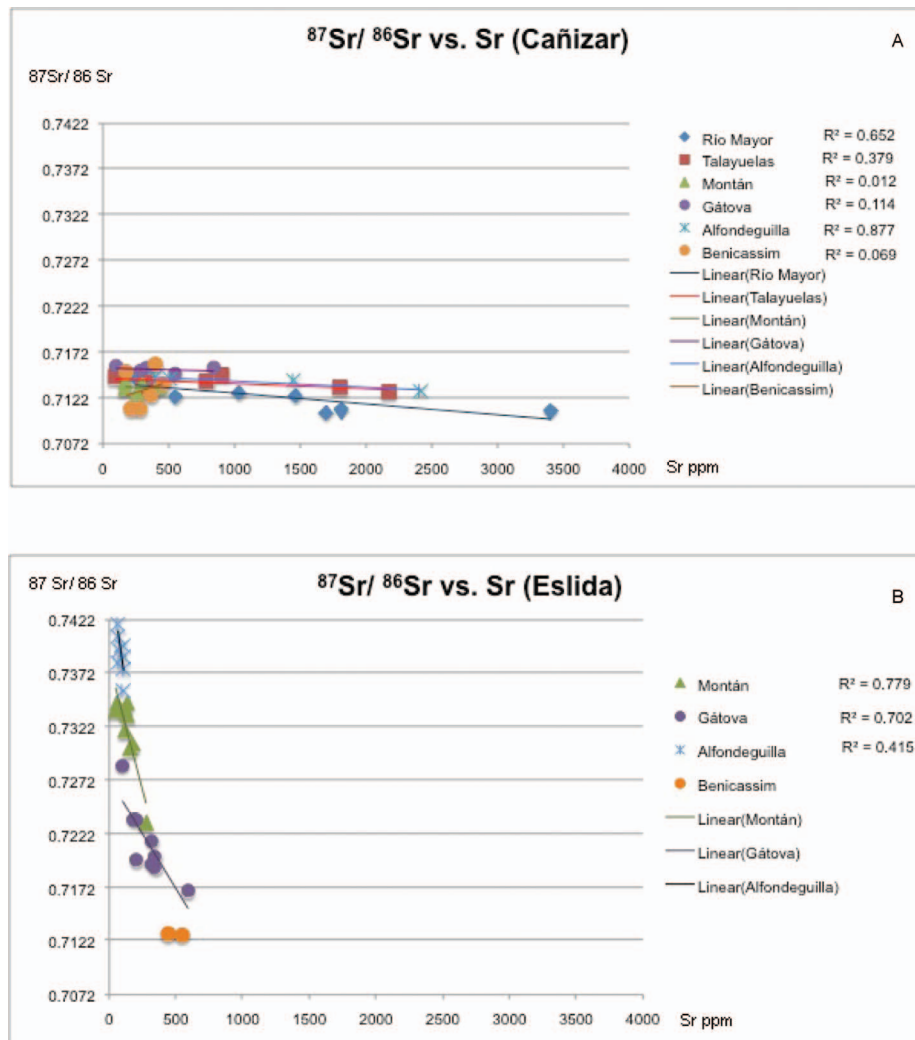 ⁸⁷Sr/ ⁸⁶Sr vs. Sr (Cañizar)
A
87Sr/ 86 Sr
0.7422
0.7372
0.7322
0.7272
0.7222
0.7172
0.7122
0.7072
0 500 1000 1500 2000 2500 3000 3500 4000
Sr ppm
Río Mayor R² = 0.652
Talayuelas R² = 0.379
Montán R² = 0.012
Gátova R² = 0.114
Alfondeguilla R² = 0.877
Benicassim R² = 0.069
Linear(Río Mayor)
Linear(Talayuelas)
Linear(Montán)
Linear(Gátova)
Linear(Alfondeguilla)
Linear(Benicassim)
87 Sr/ 86 Sr
⁸⁷Sr/ ⁸⁶Sr vs. Sr (Eslida)
B
0.7422
0.7372
0.7322
0.7272
0.7222
0.7172
0.7122
0.7072
0 500 1000 1500 2000 2500 3000 3500 4000
Sr ppm
Montán R² = 0.779
Gátova R² = 0.702
Alfondeguilla R² = 0.415
Benicassim
Linear(Montán)
Linear(Gátova)
Linear(Alfondeguilla)